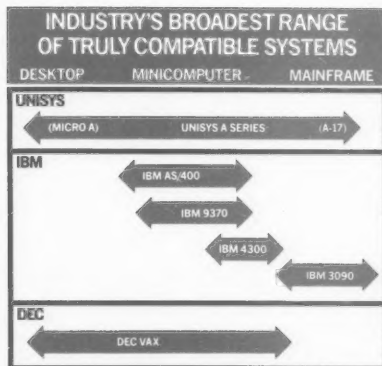 INDUSTRY'S BROADEST RANGE
OF TRULY COMPATIBLE SYSTEMS
DESKTOP MINICOMPUTER MAINFRAME
UNISYS
(MICRO A) UNISYS A SERIES (A-17)
IBM
IBM AS/400
IBM 9370
IBM 4300
IBM 3090
DEC
DEC VAX